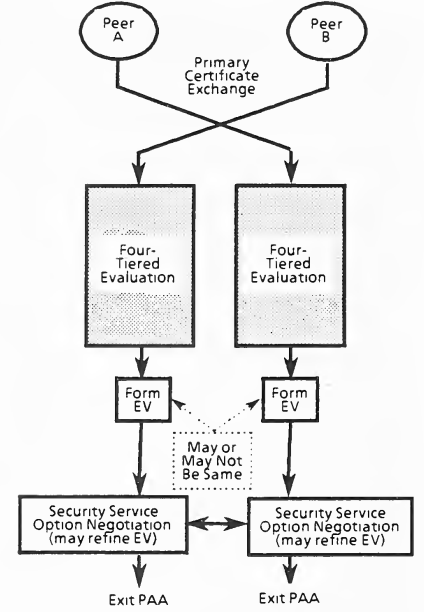 Peer
A
Peer
B
Primary
Certificate
Exchange
Four-
Tiered
Evaluation
Four-
Tiered
Evaluation
Form
EV
Form
EV
May or
May Not
Be Same
Security Service
Option Negotiation
(may refine EV)
Security Service
Option Negotiation
(may refine EV)
Exit PAA
Exit PAA